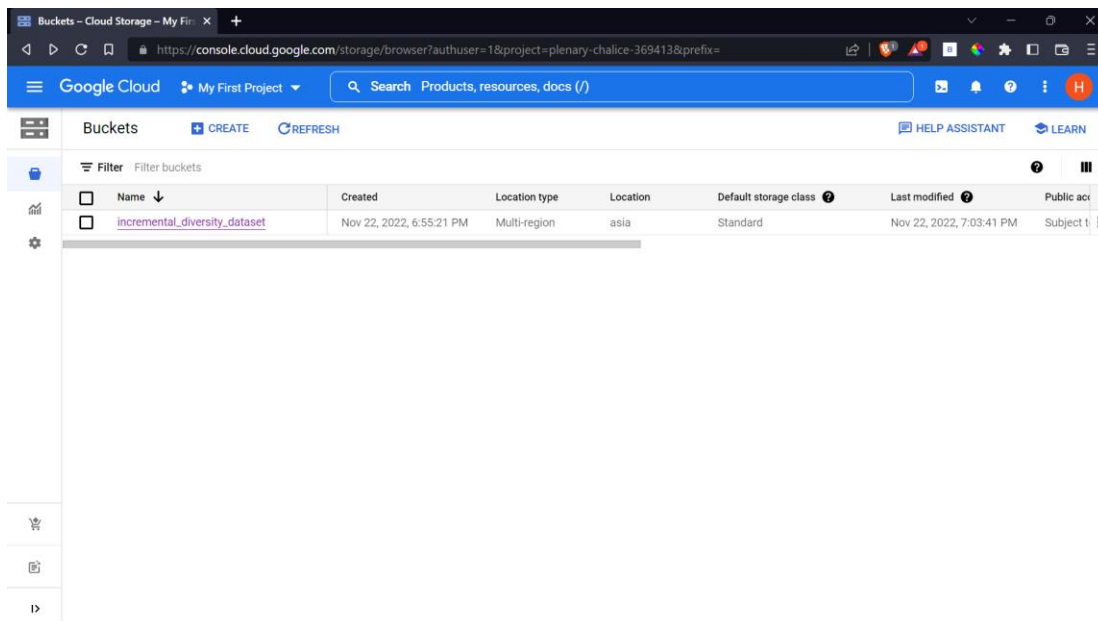 Buckets – Cloud Storage – My Fir
https://console.cloud.google.com/storage/browser?authuser=1&project=plenary-chalice-369413&prefix=
Google Cloud My First Project Search Products, resources, docs (/) H
Buckets CREATE REFRESH HELP ASSISTANT LEARN
Filter Filter buckets
Name Created Location type Location Default storage class Last modified Public acc
incremental_diversity_dataset Nov 22, 2022, 6:55:21 PM Multi-region asia Standard Nov 22, 2022, 7:03:41 PM Subject t